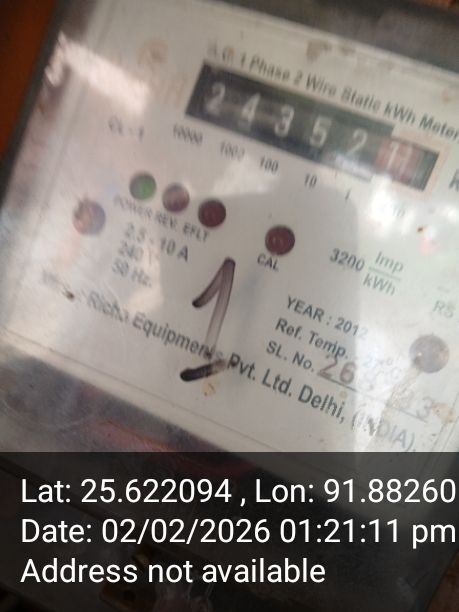 A.C. 1 Phase 2 Wire Static kWh Meter
2 4 3 5 2
CL - 1 10000 1000 100 10 1
POWER REV. EFLT
CAL
2.5 - 10 A
240
50 Hz.
3200 Imp
kWh
YEAR : 2012
Ref. Temp.
SL. No.
Equipments Pvt. Ltd. Delhi, (INDIA).
1
Lat: 25.622094 , Lon: 91.88260
Date: 02/02/2026 01:21:11 pm
Address not available